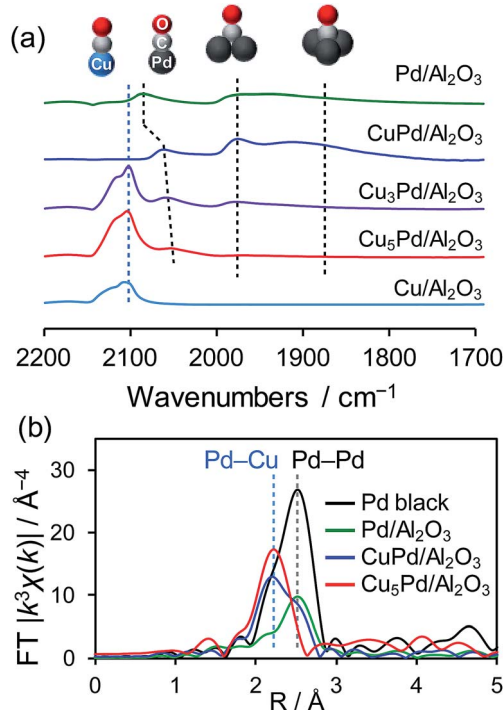 (a)
O
C
Cu
Pd
Pd/Al2O3
CuPd/Al2O3
Cu3Pd/Al2O3
Cu5Pd/Al2O3
Cu/Al2O3
2200 2100 2000 1900 1800 1700
Wavenumbers / cm−1
(b)
Pd–Cu Pd–Pd
30
20
10
0
FT |k3χ(k)| / Å−4
Pd black
Pd/Al2O3
CuPd/Al2O3
Cu5Pd/Al2O3
0 1 2 3 4 5
R / Å